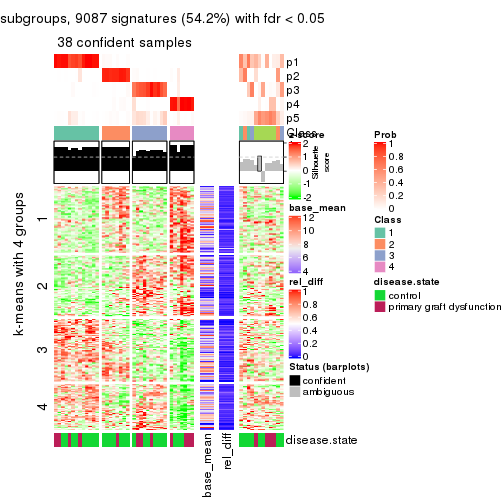 subgroups, 9087 signatures (54.2%) with fdr < 0.05
38 confident samples
p1
p2
p3
p4
p5
Class
z-score
2
1
0
-1
-2
Silhouette
score
k-means with 4 groups
1
2
3
4
base_mean
12
10
8
6
4
rel_diff
1
0.8
0.6
0.4
0.2
0
Status (barplots)
confident
ambiguous
Prob
1
0.8
0.6
0.4
0.2
0
Class
1
2
3
4
disease.state
control
primary graft dysfunction
disease.state
base_mean
rel_diff